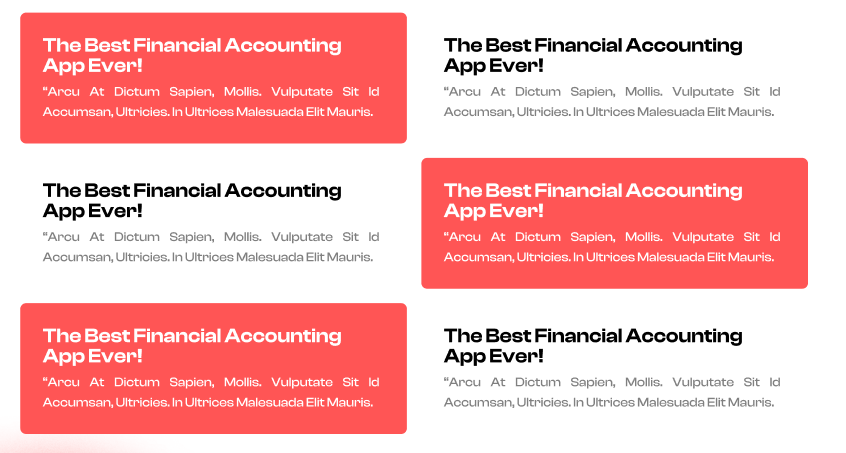 The Best Financial Accounting
App Ever!
“Arcu At Dictum Sapien, Mollis. Vulputate Sit Id
Accumsan, Ultricies. In Ultrices Malesuada Elit Mauris.
The Best Financial Accounting
App Ever!
“Arcu At Dictum Sapien, Mollis. Vulputate Sit Id
Accumsan, Ultricies. In Ultrices Malesuada Elit Mauris.
The Best Financial Accounting
App Ever!
“Arcu At Dictum Sapien, Mollis. Vulputate Sit Id
Accumsan, Ultricies. In Ultrices Malesuada Elit Mauris.
The Best Financial Accounting
App Ever!
“Arcu At Dictum Sapien, Mollis. Vulputate Sit Id
Accumsan, Ultricies. In Ultrices Malesuada Elit Mauris.
The Best Financial Accounting
App Ever!
“Arcu At Dictum Sapien, Mollis. Vulputate Sit Id
Accumsan, Ultricies. In Ultrices Malesuada Elit Mauris.
The Best Financial Accounting
App Ever!
“Arcu At Dictum Sapien, Mollis. Vulputate Sit Id
Accumsan, Ultricies. In Ultrices Malesuada Elit Mauris.